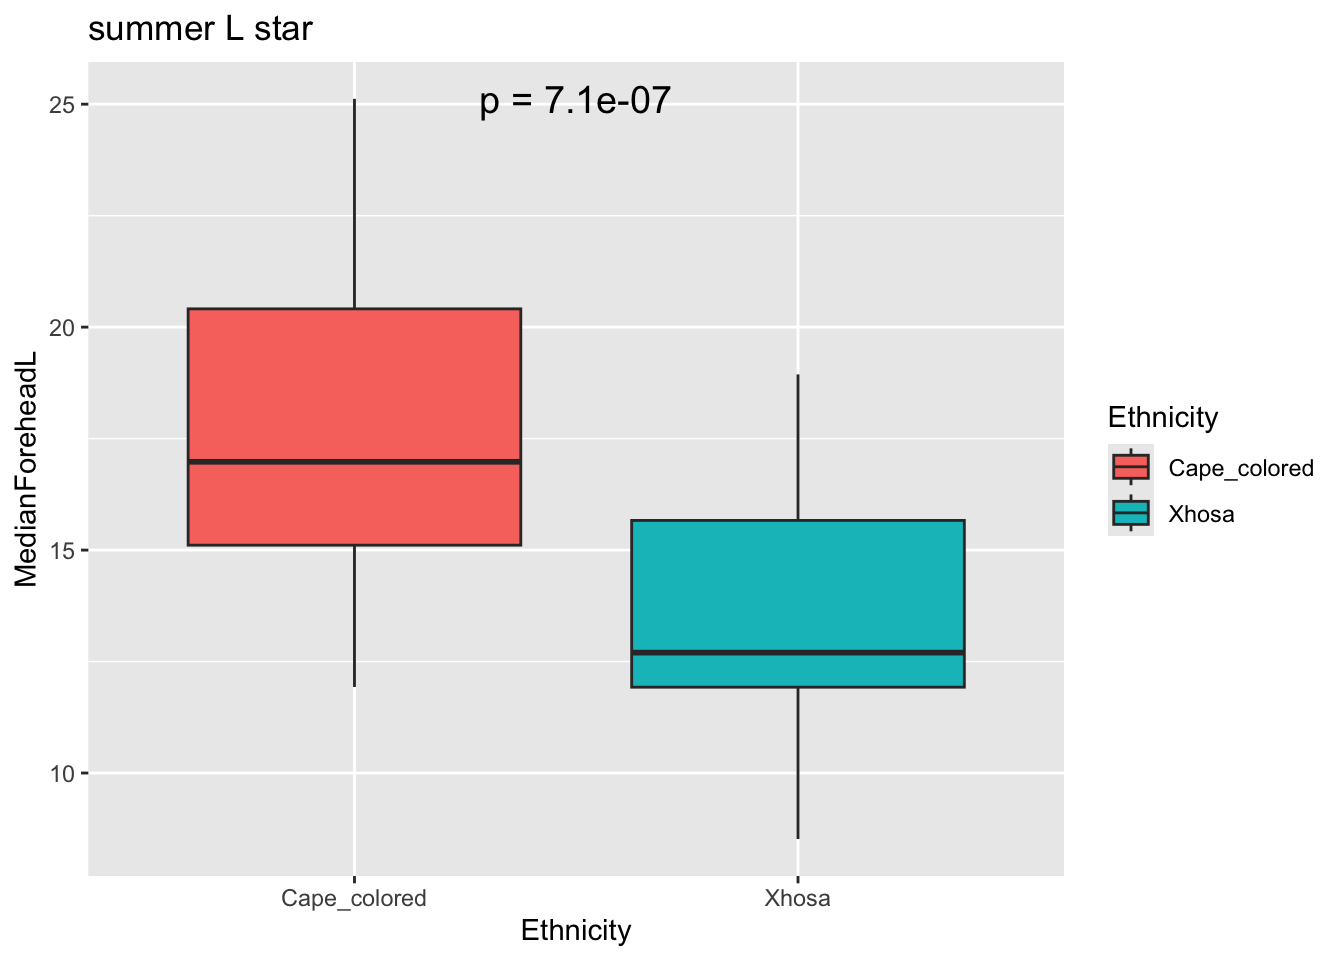 summer L star
p = 7.1e-07
25
20
15
10
MedianForeheadL
Cape_colored
Xhosa
Ethnicity
Ethnicity
Cape_colored
Xhosa